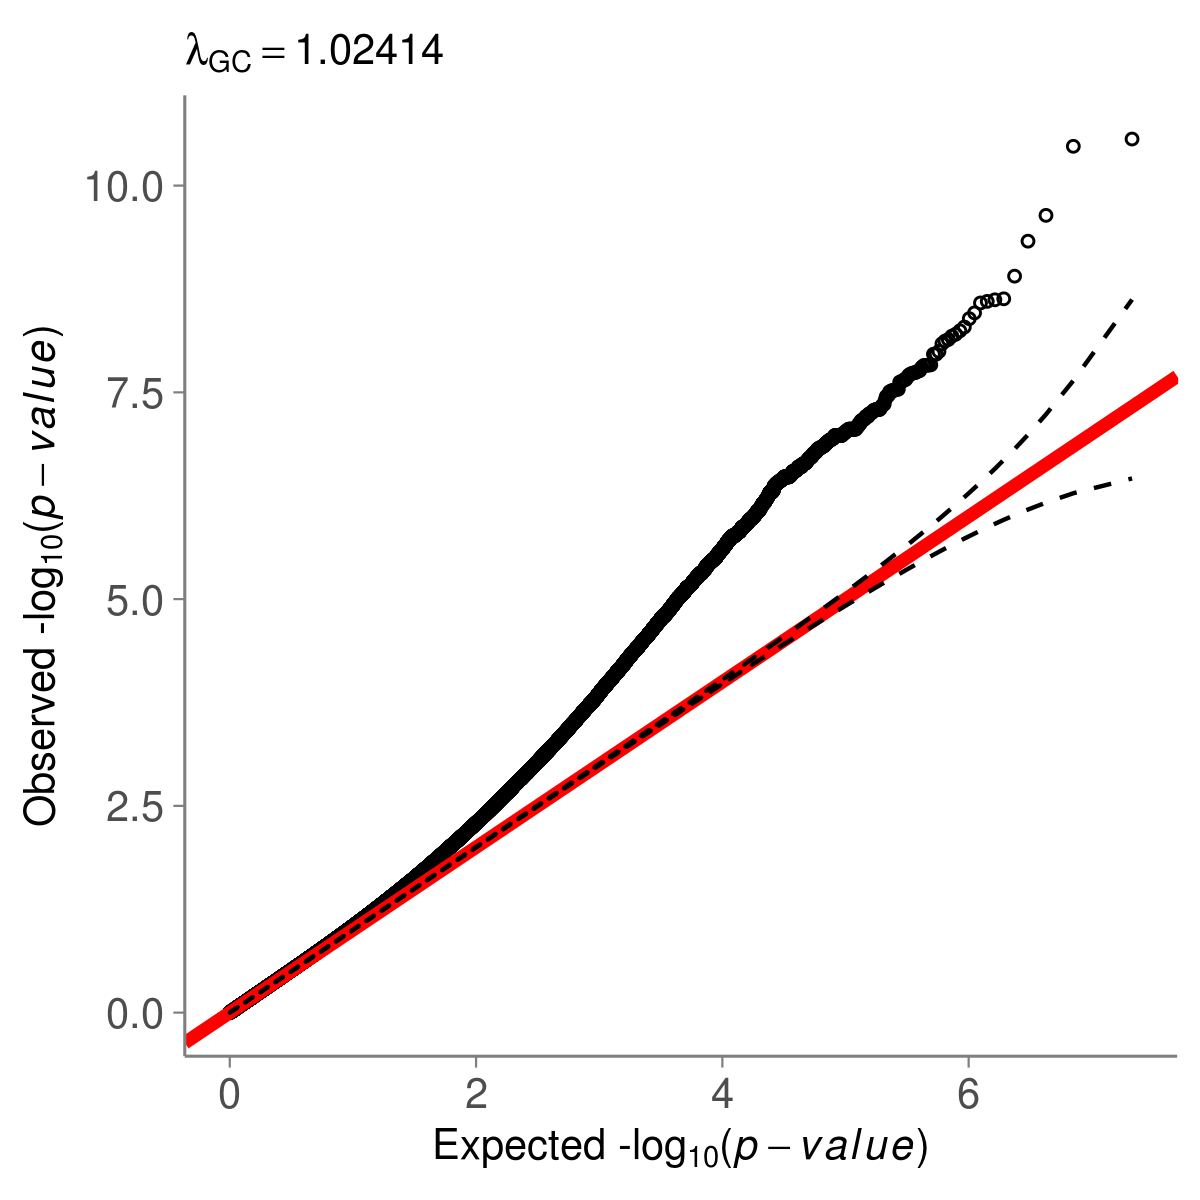 λGC = 1.02414
10.0
7.5
5.0
2.5
0.0
Observed -log10(p − value)
0 2 4 6
Expected -log10(p − value)